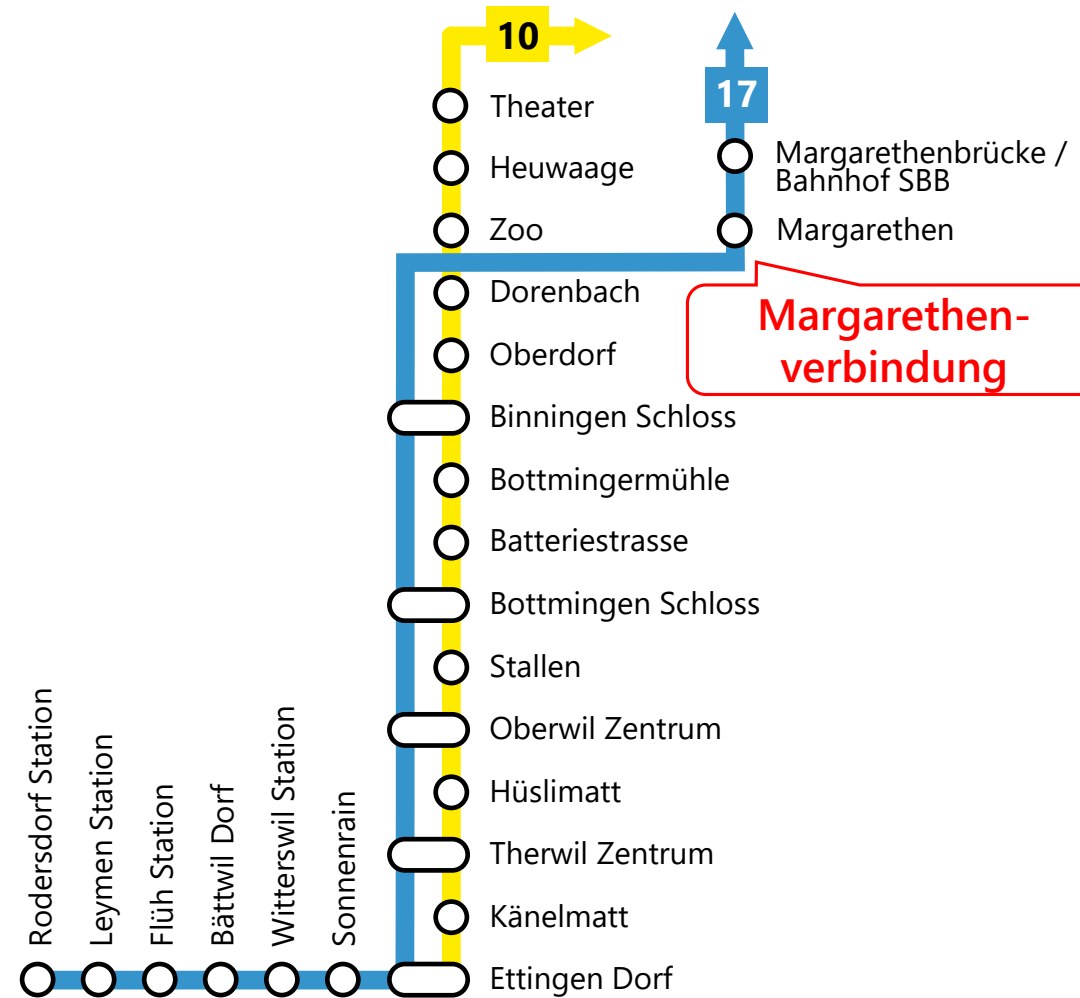 10
17
Theater
Heuwaage
Zoo
Margarethenbrücke /
Bahnhof SBB
Margarethen
Dorenbach
Oberdorf
Margarethen-
verbindung
Binningen Schloss
Bottmingermühle
Batteriestrasse
Bottmingen Schloss
Stallen
Oberwil Zentrum
Hüslimatt
Therwil Zentrum
Känelmatt
Ettingen Dorf
Rodersdorf Station
Leymen Station
Flüh Station
Bättwil Dorf
Witterswil Station
Sonnenrain